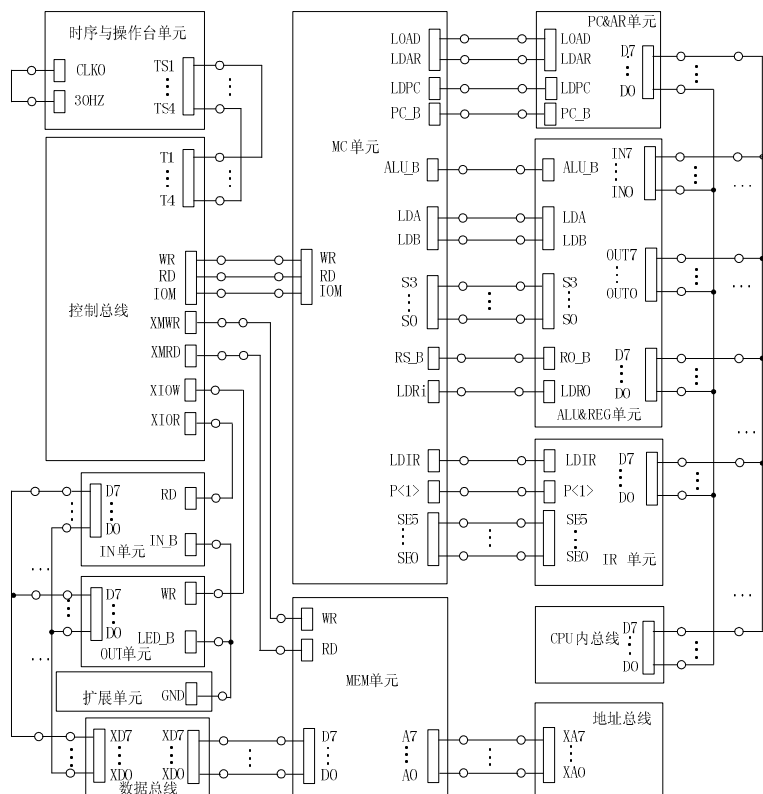 时序与操作台单元
CLK0
30HZ
TS1
TS4
控制总线
T1
T4
WR
RD
IOM
XMWR
XMRD
XIOW
XIOR
IN单元
D7
D0
RD
IN_B
OUT单元
D7
D0
WR
LED_B
扩展单元
GND
数据总线
XD7
XD0
XD7
XD0
MC单元
WR
RD
IOM
LOAD
LDAR
LDPC
PC_B
ALU_B
LDA
LDB
S3
S0
RS_B
LDRi
LDIR
P<1>
SE5
SE0
MEM单元
WR
RD
D7
D0
A7
A0
PC&AR单元
LOAD
LDAR
LDPC
PC_B
D7
D0
ALU_B
LDA
LDB
S3
S0
R0_B
LDR0
IN7
IN0
OUT7
OUT0
D7
D0
ALU&REG单元
LDIR
P<1>
SE5
SE0
D7
D0
IR 单元
CPU内总线
D7
D0
地址总线
XA7
XA0